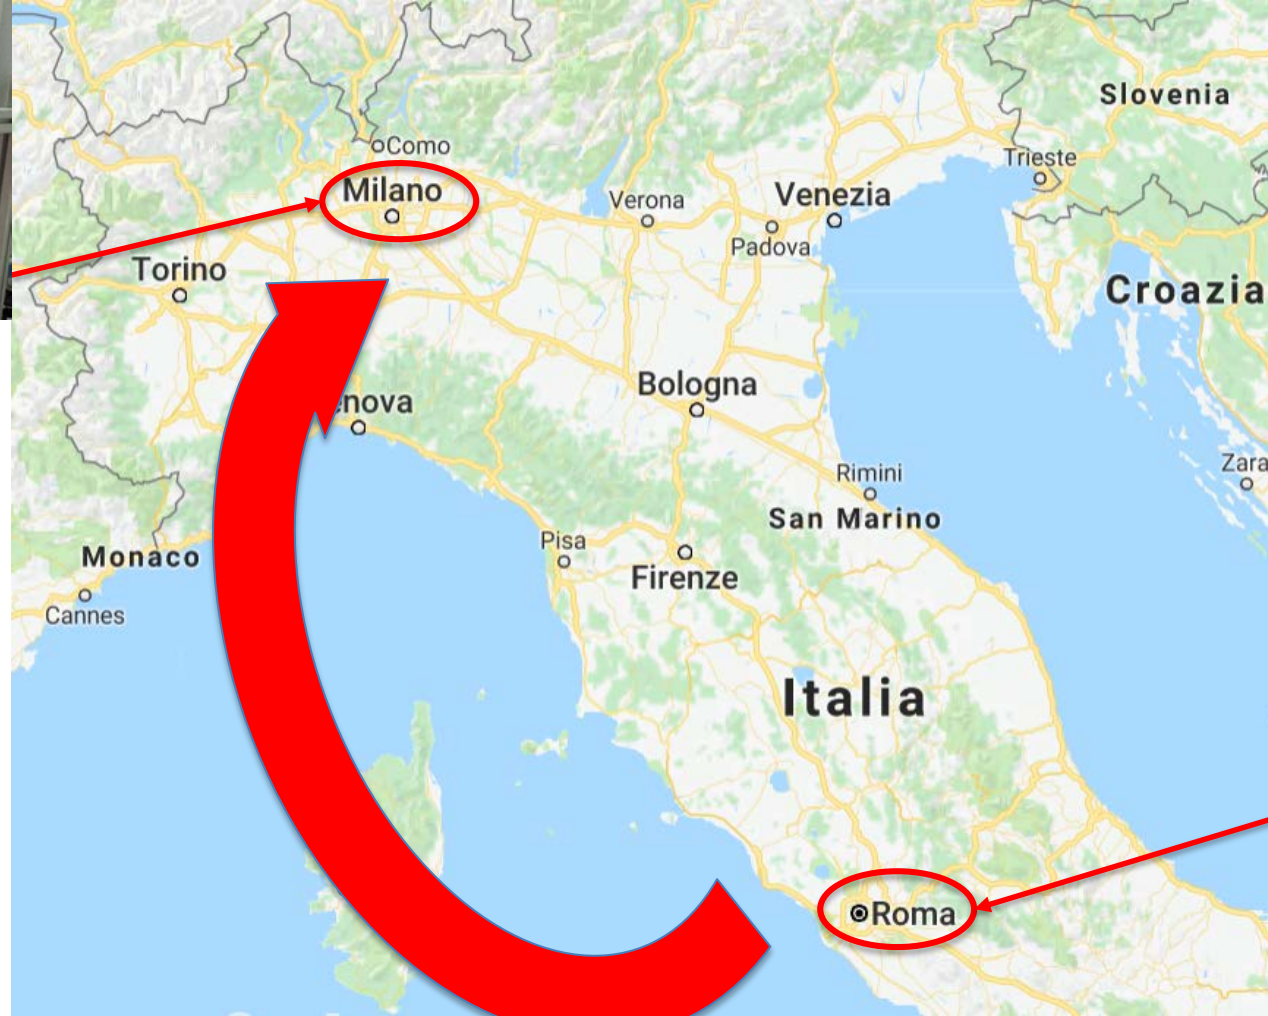 Slovenia
Como
Trieste
Milano
Verona
Venezia
Padova
Torino
Croazia
Bologna
enova
Zara
Rimini
San Marino
Pisa
Monaco
Firenze
Cannes
Italia
Roma